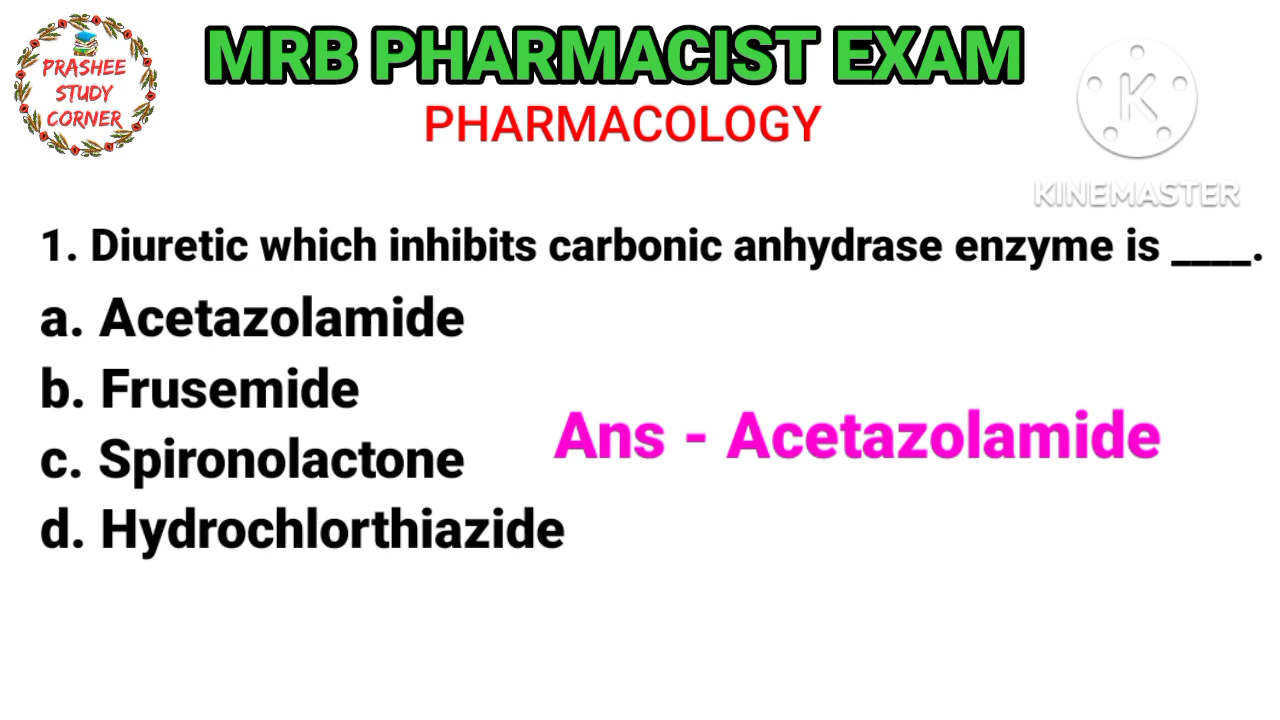 PRASHEE
STUDY
CORNER
MRB PHARMACIST EXAM
PHARMACOLOGY
K
KINEMASTER
1. Diuretic which inhibits carbonic anhydrase enzyme is ____.
a. Acetazolamide
b. Frusemide
c. Spironolactone
d. Hydrochlorthiazide
Ans - Acetazolamide